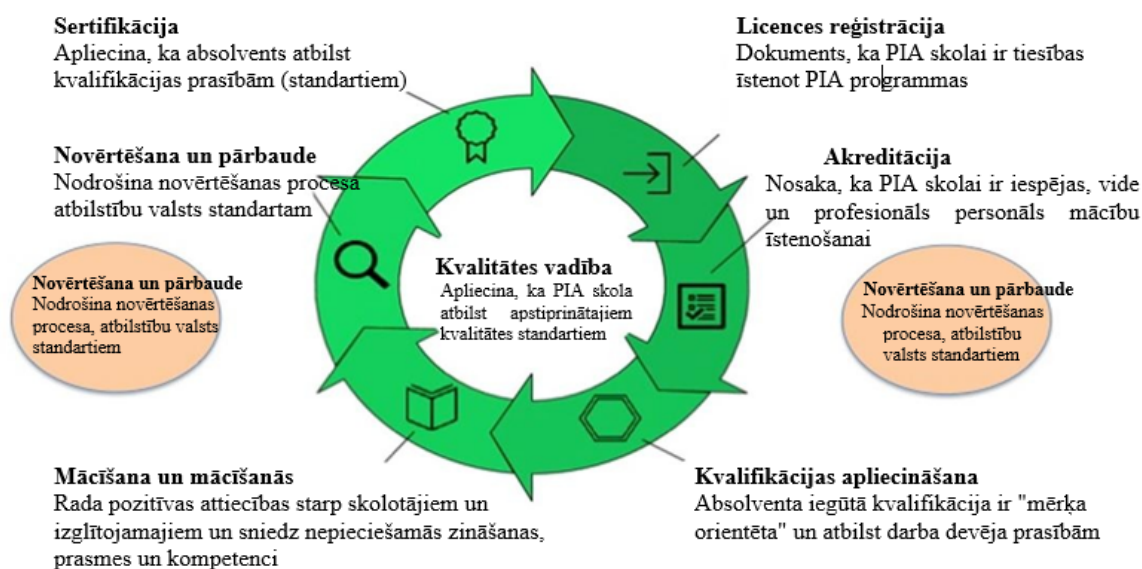 Sertifikācija
Apliecina, ka absolvents atbilst
kvalifikācijas prasībām (standartiem)
Licences reģistrācija
Dokuments, ka PIA skolai ir tiesības
īstenot PIA programmas
Novērtēšana un pārbaude
Nodrošina novērtēšanas procesa
atbilstību valsts standartam
Akreditācija
Nosaka, ka PIA skolai ir iespējas, vide
un profesionāls personāls mācību
īstenošanai
Novērtēšana un pārbaude
Nodrošina novērtēšanas
procesa, atbilstību valsts
standartiem
Kvalitātes vadība
Apliecina, ka PIA skola
atbilst apstiprinātajiem
kvalitātes standartiem
Novērtēšana un pārbaude
Nodrošina novērtēšanas
procesa, atbilstību
valsts standartiem
Mācīšana un mācīšanās
Rada pozitīvas attiecības starp skolotājiem un
izglītojamajiem un sniedz nepieciešamās zināšanas,
prasmes un kompetenci
Kvalifikācijas apliecināšana
Absolventa iegūtā kvalifikācija ir "mērķa
orientēta" un atbilst darba devēja prasībām